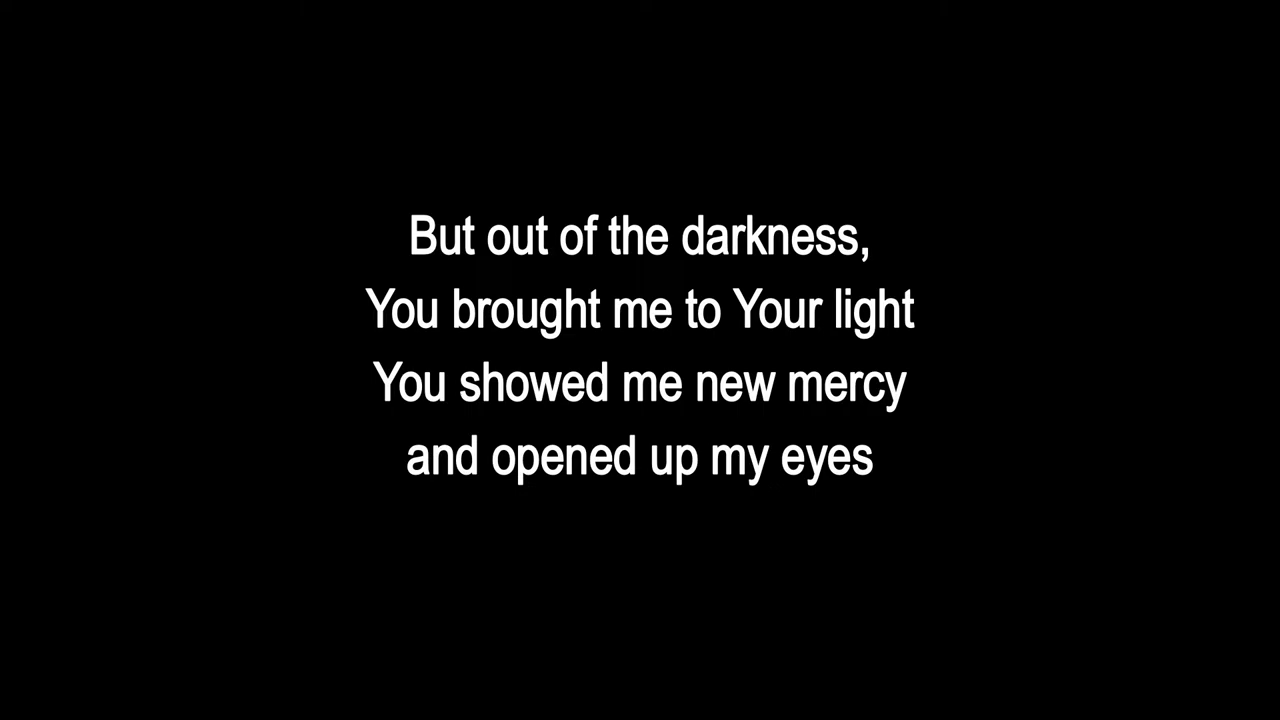 But out of the darkness,
You brought me to Your light
You showed me new mercy
and opened up my eyes